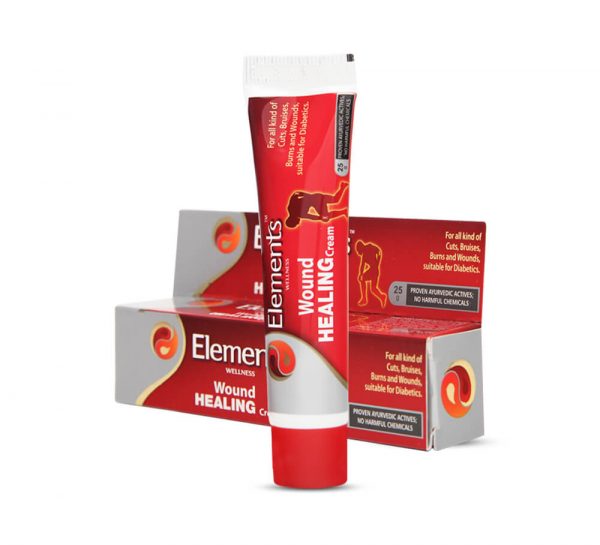 For all kind of
Cuts, Bruises,
Burns and Wounds,
suitable for Diabetics.
25
g
PROVEN AYURVEDIC ACTIVES;
NO HARMFUL CHEMICALS
Elements™
WELLNESS
Wound
HEALING
Cream
™
For all kind of
Cuts, Bruises,
Burns and Wounds,
suitable for Diabetics.
25
g
PROVEN AYURVEDIC ACTIVES;
NO HARMFUL CHEMICALS
Element
WELLNESS
Wound
HEALING
For all kind of
Cuts, Bruises,
Burns and Wounds,
suitable for Diabetics.
PROVEN AYURVEDIC ACTIVES;
NO HARMFUL CHEMICALS